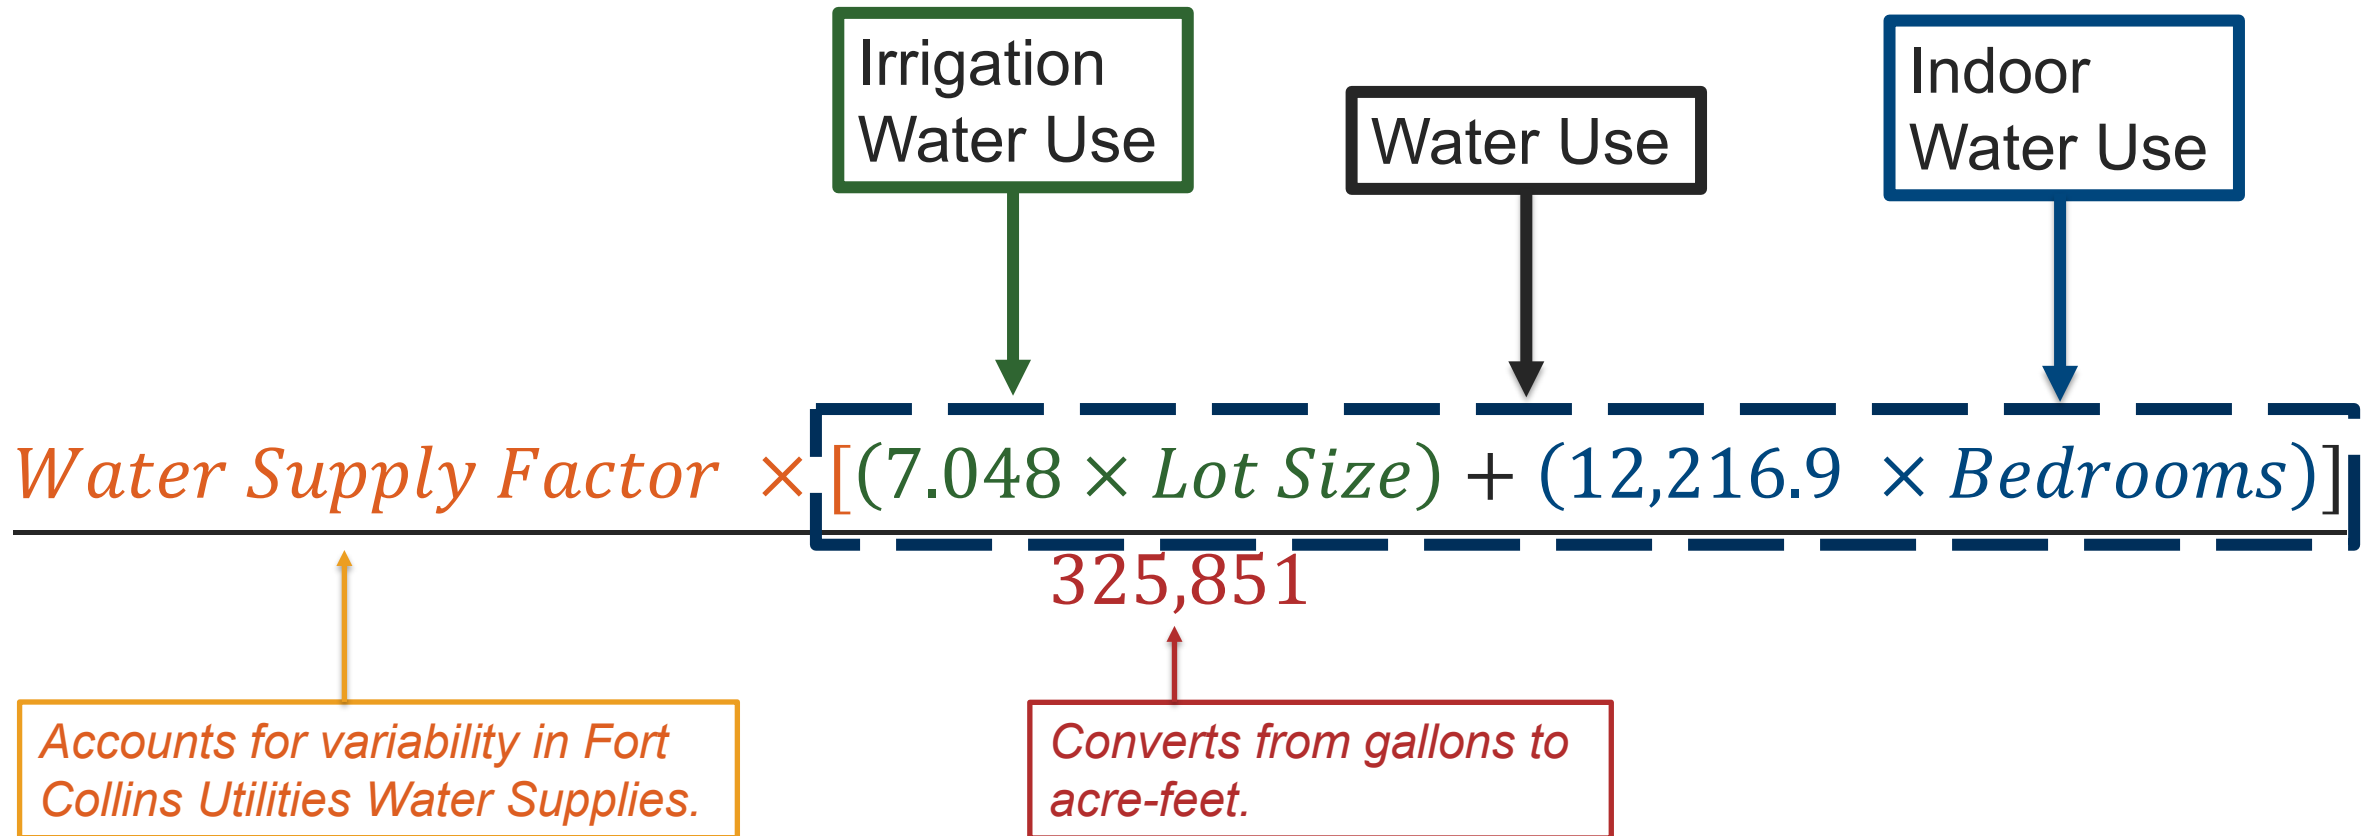 Irrigation
Water Use
Water Use
Indoor
Water Use
Water Supply Factor × [(7.048 × Lot Size) + (12,216.9 × Bedrooms)]
325,851
Accounts for variability in Fort
Collins Utilities Water Supplies.
Converts from gallons to
acre-feet.